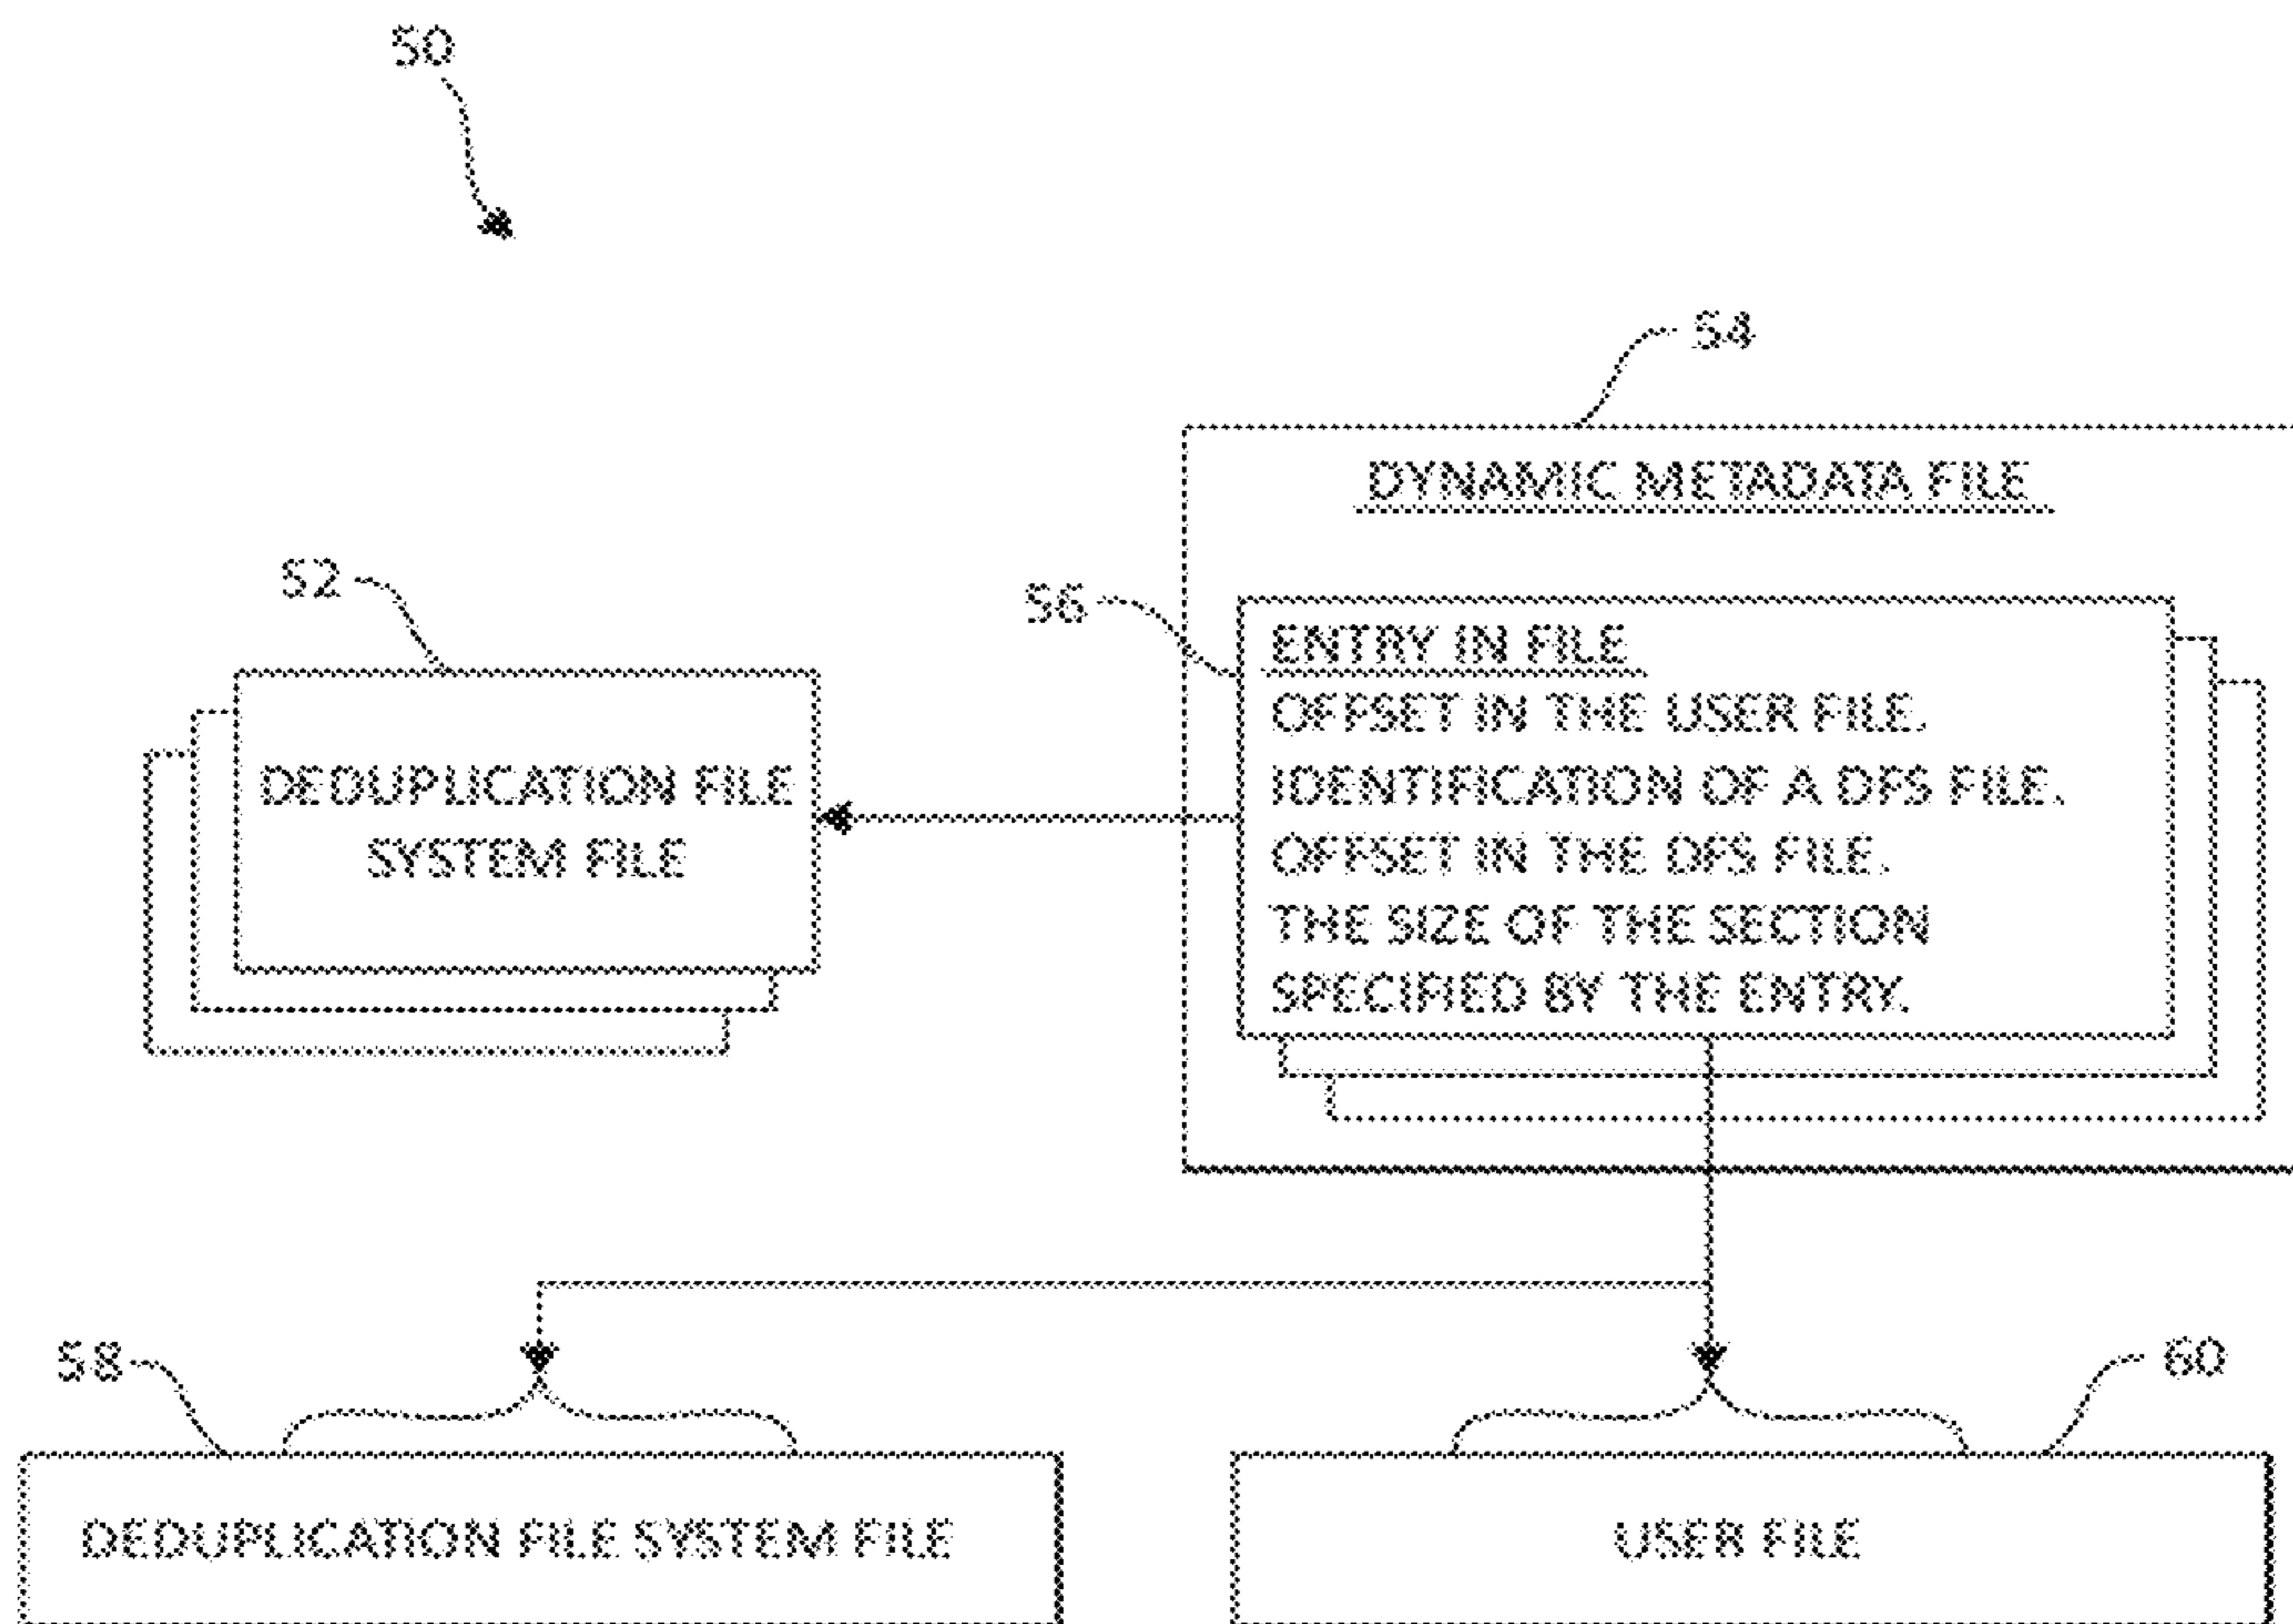 50
54
DYNAMIC METADATA FILE
52
56
ENTRY IN FILE
OFFSET IN THE USER FILE.
IDENTIFICATION OF A DFS FILE.
OFFSET IN THE DFS FILE.
THE SIZE OF THE SECTION
SPECIFIED BY THE ENTRY.
DEDUPLICATION FILE
SYSTEM FILE
58
60
DEDUPLICATION FILE SYSTEM FILE
USER FILE